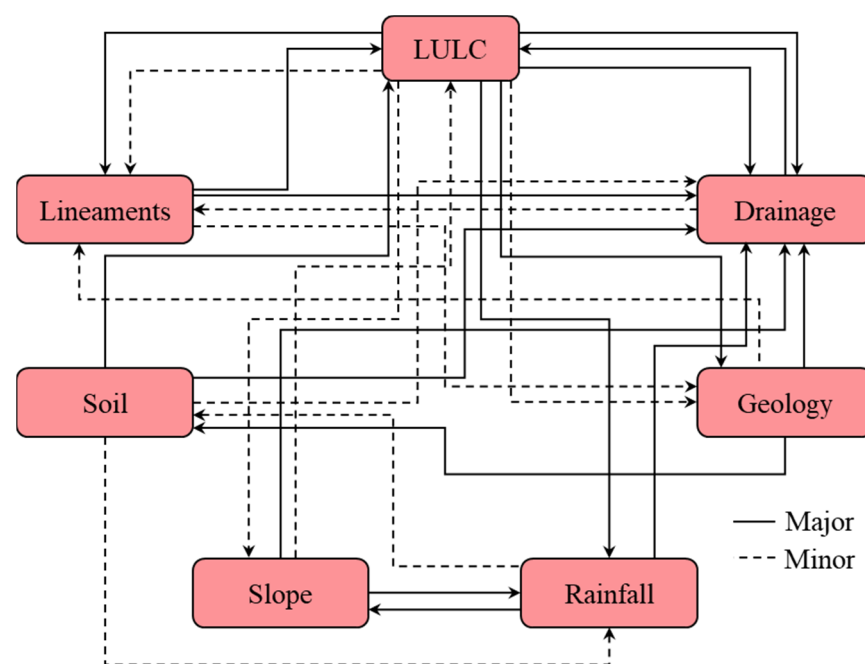 LULC
Lineaments
Drainage
Soil
Geology
Major
Minor
Slope
Rainfall